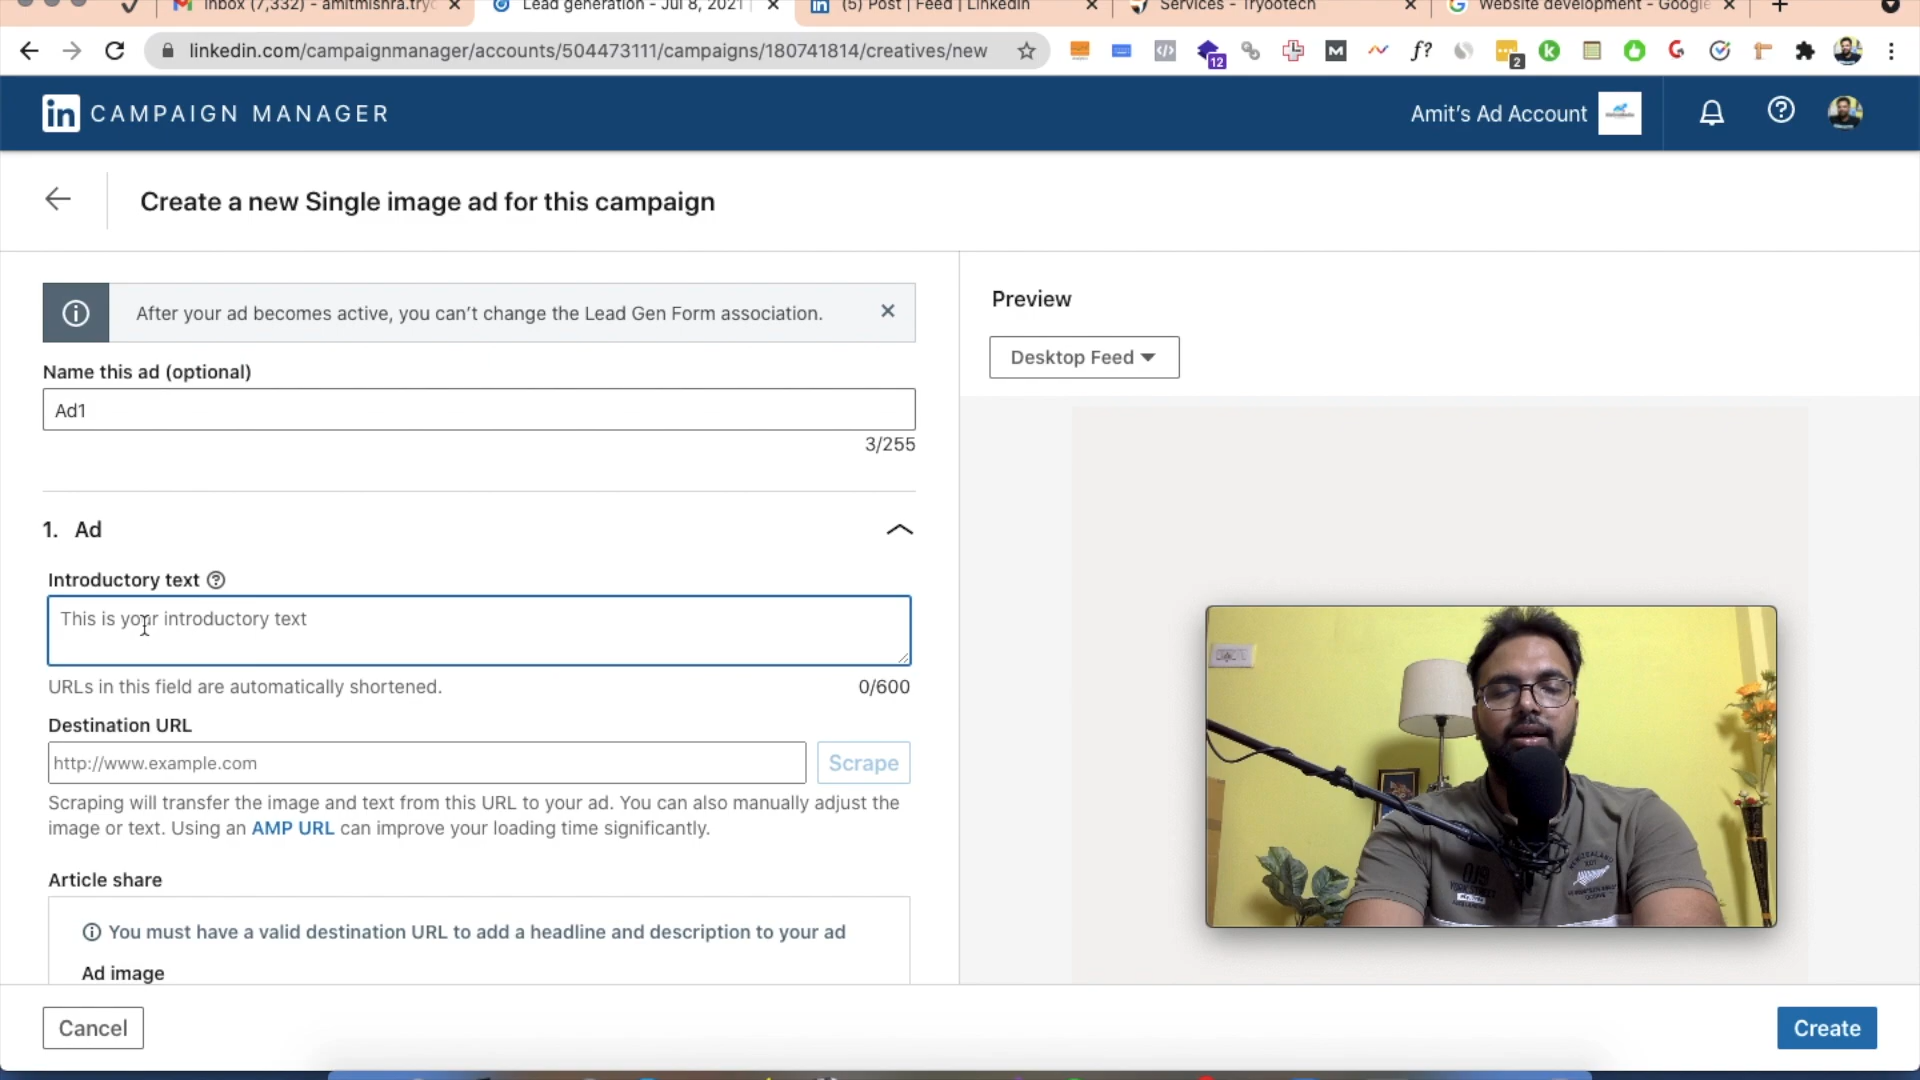 Inbox (7,332) - amitmishra.tryc
Lead generation - Jul 8, 2021
(5) Post | Feed | LinkedIn
Services - Tryootech
Website development - Google
linkedin.com/campaignmanager/accounts/504473111/campaigns/180741814/creatives/new
12
M
f?
2
in CAMPAIGN MANAGER
Amit's Ad Account
Create a new Single image ad for this campaign
After your ad becomes active, you can't change the Lead Gen Form association.
Name this ad (optional)
Ad1
3/255
1. Ad
Introductory text
This is your introductory text
URLs in this field are automatically shortened.
0/600
Destination URL
http://www.example.com
Scrape
Scraping will transfer the image and text from this URL to your ad. You can also manually adjust the
image or text. Using an AMP URL can improve your loading time significantly.
Article share
You must have a valid destination URL to add a headline and description to your ad
Ad image
Cancel
Preview
Desktop Feed
Create